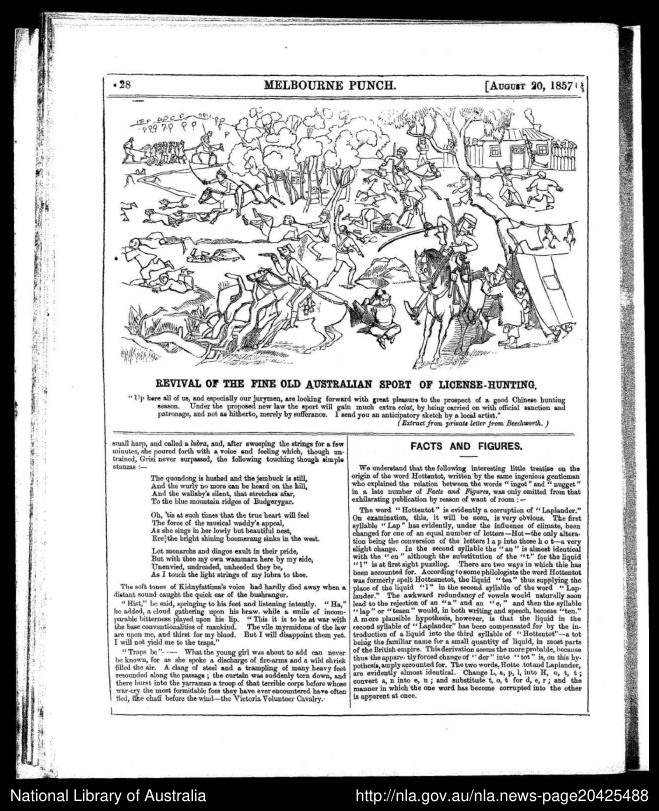 28
MELBOURNE PUNCH.
[AUGUST 20, 1857
REVIVAL OF THE FINE OLD AUSTRALIAN SPORT OF LICENSE-HUNTING.
"Up here all of us, and especially our jurymen, are looking forward with great pleasure to the prospect of a good Chinese hunting
season. Under the proposed new law the sport will gain much extra eclat, by being carried on with official sanction and
patronage, and not as hitherto, merely by sufferance. I send you an anticipatory sketch by a local artist."
(Extract from private letter from Beechworth.)
small harp, and called a lubra, and, after sweeping the strings for a few
minutes, she poured forth with a voice and feeling which, though un-
trained, Grisi never surpassed, the following touching though simple
stanzas :—
The quondong is hushed and the jembuck is still,
And the wurly no more can be heard on the hill,
And the wallaby's silent, that stretches afar,
To the blue mountain ridges of Budgerygar.
Oh, 'tis at such times that the true heart will feel
The force of the musical waddy's appeal,
As she sings in her lowly but beautiful nest,
Ere the bright shining boomerang sinks in the west.
Let monarchs and dingos exult in their pride,
But with thee my own wammara here by my side,
Unenvied, undreaded, unheeded they be,
As I touch the light strings of my lubra to thee.
The soft tones of Kidnyfattiana's voice had hardly died away when a
distant sound caught the quick ear of the bushranger.
"Hist," he said, springing to his feet and listening intently. "Ha,"
he added, a cloud gathering upon his braw, while a smile of incom-
parable bitterness played upon his lip. "This it is to be at war with
the base conventionalities of mankind. The vile myrmidons of the law
are upon me, and thirst for my blood. But I will disappoint them yet.
I will not yield me to the traps."
"Traps be"—— What the young girl was about to add can never
be known, for as she spoke a discharge of fire-arms and a wild shriek
filled the air. A clang of steel and a trampling of many heavy feet
resounded along the passage; the curtain was suddenly torn down, and
there burst into the yarraman a troop of that terrible corps before whose
war-cry the most formidable foes they have ever encountered have often
fled, like chaff before the wind—the Victoria Volunteer Cavalry.
FACTS AND FIGURES.
We understand that the following interesting little treatise on the
origin of the word Hottentot, written by the same ingenious gentleman
who explained the relation between the words "ingot" and "nugget"
in a late number of Facts and Figures, was only omitted from that
exhilarating publication by reason of want of room :—
The word "Hottentot" is evidently a corruption of "Laplander."
On examination, this, it will be seen, is very obvious. The first
syllable "Lap" has evidently, under the influence of climate, been
changed for one of an equal number of letters—Hot—the only altera-
tion being the conversion of the letters l a p into those h o t—a very
slight change. In the second syllable the "an" is almost identical
with the "en" although the substitution of the "t" for the liquid
"l" is at first sight puzzling. There are two ways in which this has
been accounted for. According to some philologists the word Hottentot
was formerly spelt Hotteanetot, the liquid "tea" thus supplying the
place of the liquid "l" in the second syllable of the word "Lap-
lander." The awkward redundancy of vowels would naturally soon
lead to the rejection of an "a" and an "e," and then the syllable
"lap" or "teaen" would, in both writing and speech, become "ten."
A more plausible hypothesis, however, is that the liquid in the
second syllable of "Laplander" has been compensated for by the in-
troduction of a liquid into the third syllable of "Hottentot"—a tot
being the familiar name for a small quantity of liquid, in most parts
of the British empire. This derivation seems the more probable, because
thus the apparently forced change of "der" into "tot" is, on this hy-
pothesis, amply accounted for. The two words, Hottentot and Laplander,
are evidently almost identical. Change L, a, p, l, into H, o, t, t;
convert a, n into e, n; and substitute t, o, t for d, e, r; and the
manner in which the one word has become corrupted into the other
is apparent at once.
National Library of Australia
http://nla.gov.au/nla.news-page20425488